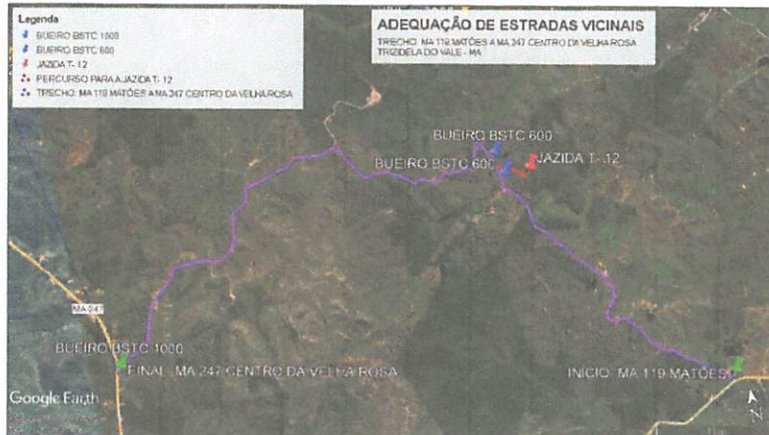 Legenda
BUEIRO BSTC 1000
BUEIRO BSTC 600
JAZIDA T- 12
PERCURSO PARA A JAZIDA T- 12
TRECHO: MA 119 MATÕES A MA 247 CENTRO DA VELHA ROSA
ADEQUAÇÃO DE ESTRADAS VICINAIS
TRECHO: MA 119 MATÕES A MA 247 CENTRO DA VELHA ROSA
TRIZIDELA DO VALE - MA
BUEIRO BSTC 600
BUEIRO BSTC 600
JAZIDA T- 12
MA-247
BUEIRO BSTC 1000
FINAL - MA 247 CENTRO DA VELHA ROSA
INÍCIO: MA 119 MATÕES
Google Earth
N